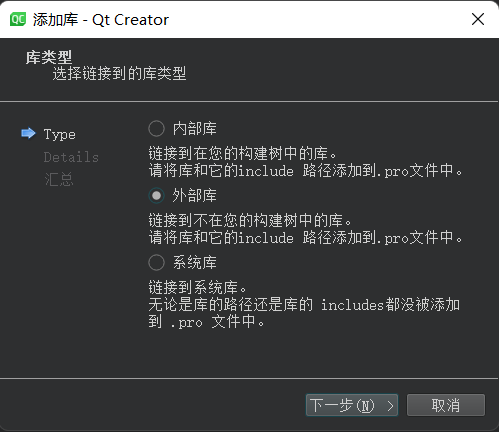 QC 添加库 - Qt Creator
库类型
选择链接到的库类型
Type
Details
汇总
内部库
链接到在您的构建树中的库。
请将库和它的include 路径添加到.pro文件中。
外部库
链接到不在您的构建树中的库。
请将库和它的include 路径添加到.pro文件中。
系统库
链接到系统库。
无论是库的路径还是库的 includes都没被添加
到 .pro 文件中。
下一步(N) >
取消